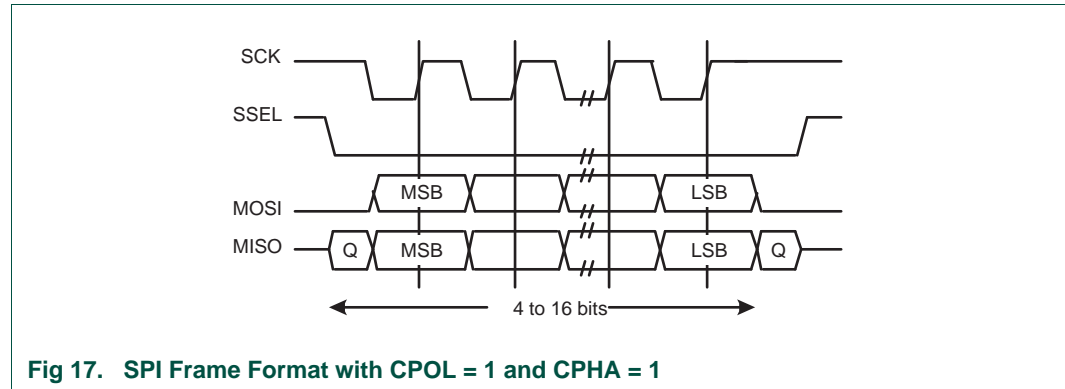 SCK
SSEL
MOSI MSB LSB
MISO Q MSB LSB Q
4 to 16 bits
Fig 17. SPI Frame Format with CPOL = 1 and CPHA = 1